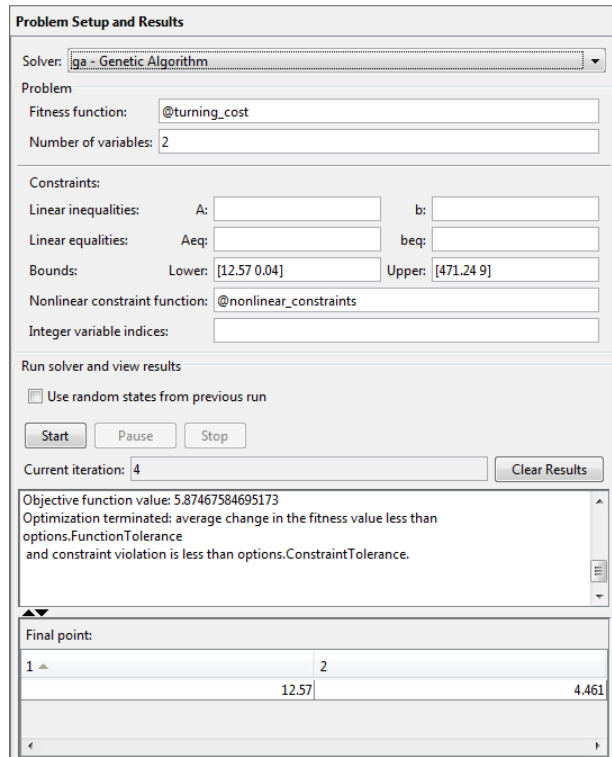 Problem Setup and Results
Solver: ga - Genetic Algorithm
Problem
Fitness function: @turning_cost
Number of variables: 2
Constraints:
Linear inequalities: A: b:
Linear equalities: Aeq: beq:
Bounds: Lower: [12.57 0.04] Upper: [471.24 9]
Nonlinear constraint function: @nonlinear_constraints
Integer variable indices:
Run solver and view results
Use random states from previous run
Start Pause Stop
Current iteration: 4 Clear Results
Objective function value: 5.87467584695173
Optimization terminated: average change in the fitness value less than
options.FunctionTolerance
and constraint violation is less than options.ConstraintTolerance.
Final point:
1 2
12.57 4.461